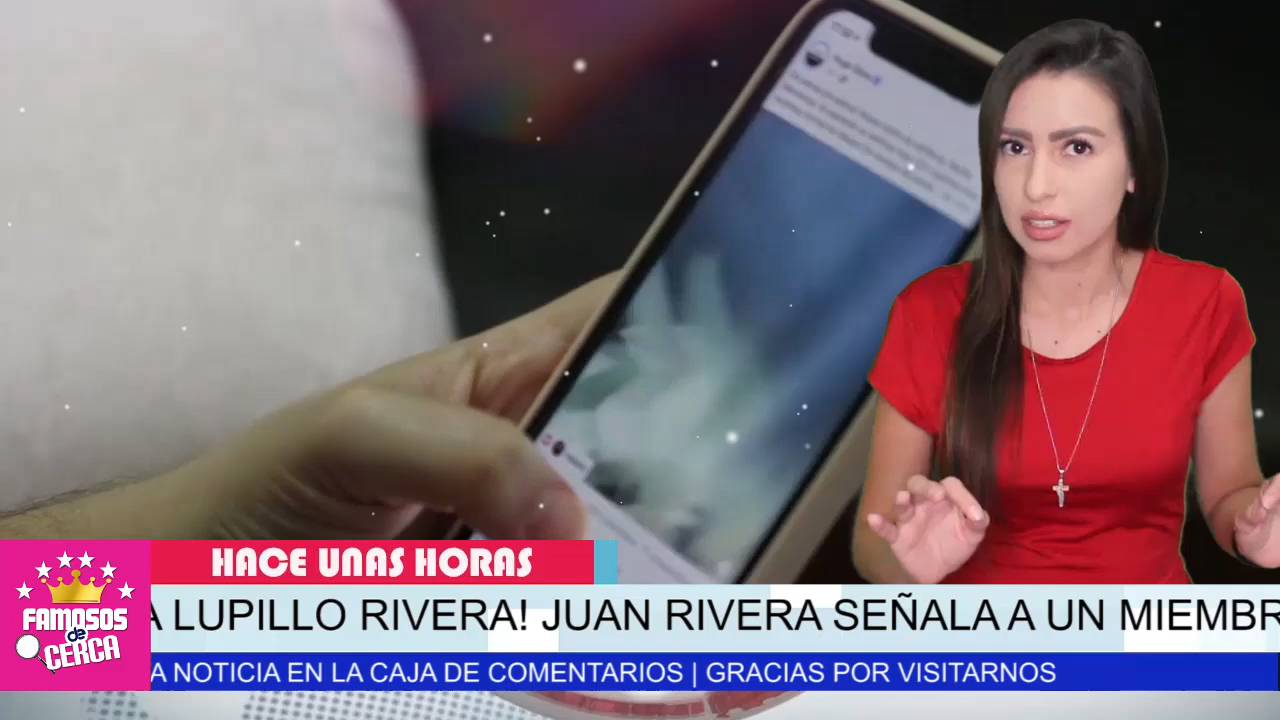 HACE UNAS HORAS
FAMOSOS
de
CERCA
A LUPILLO RIVERA! JUAN RIVERA SEÑALA A UN MIEMBR
A NOTICIA EN LA CAJA DE COMENTARIOS | GRACIAS POR VISITARNOS